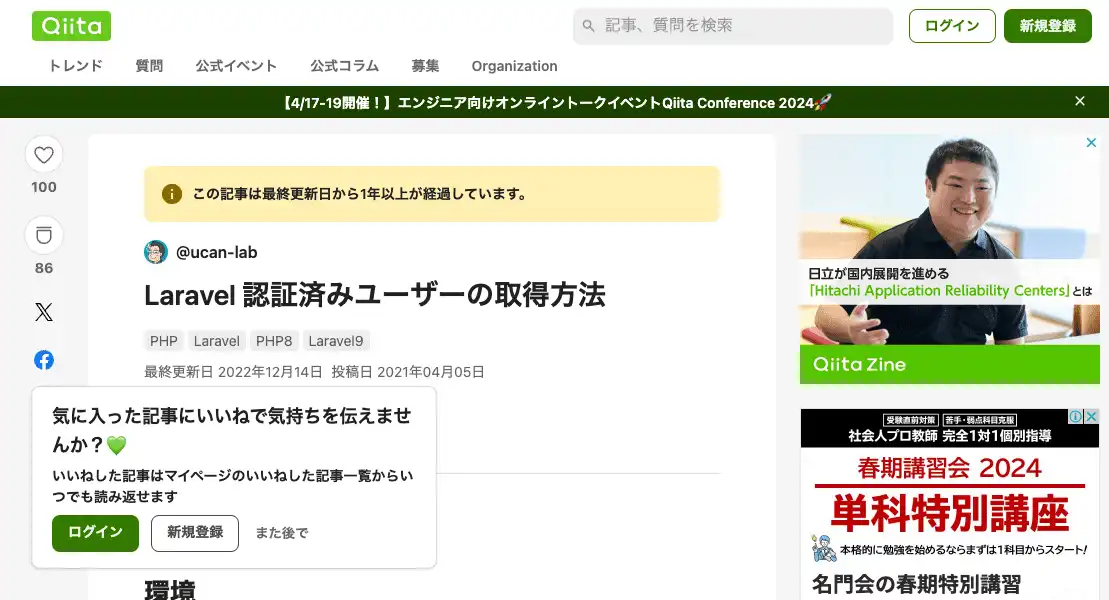 Qiita
記事、質問を検索
ログイン
新規登録
トレンド 質問 公式イベント 公式コラム 募集 Organization
【4/17-19開催！】エンジニア向けオンライントークイベントQiita Conference 2024🚀
100
86
この記事は最終更新日から1年以上が経過しています。
@ucan-lab
Laravel 認証済みユーザーの取得方法
PHP Laravel PHP8 Laravel9
最終更新日 2022年12月14日 投稿日 2021年04月05日
気に入った記事にいいねで気持ちを伝えませ
んか？💚
いいねした記事はマイページのいいねした記事一覧からい
つでも読み返せます
ログイン 新規登録 また後で
環境
日立が国内展開を進める
「Hitachi Application Reliability Centers」とは
Qiita Zine
受験直前対策 苦手・弱点科目克服
社会人プロ教師 完全1対1個別指導
春期講習会 2024
単科特別講座
本格的に勉強を始めるならまずは1科目からスタート!
名門会の春期特別講習